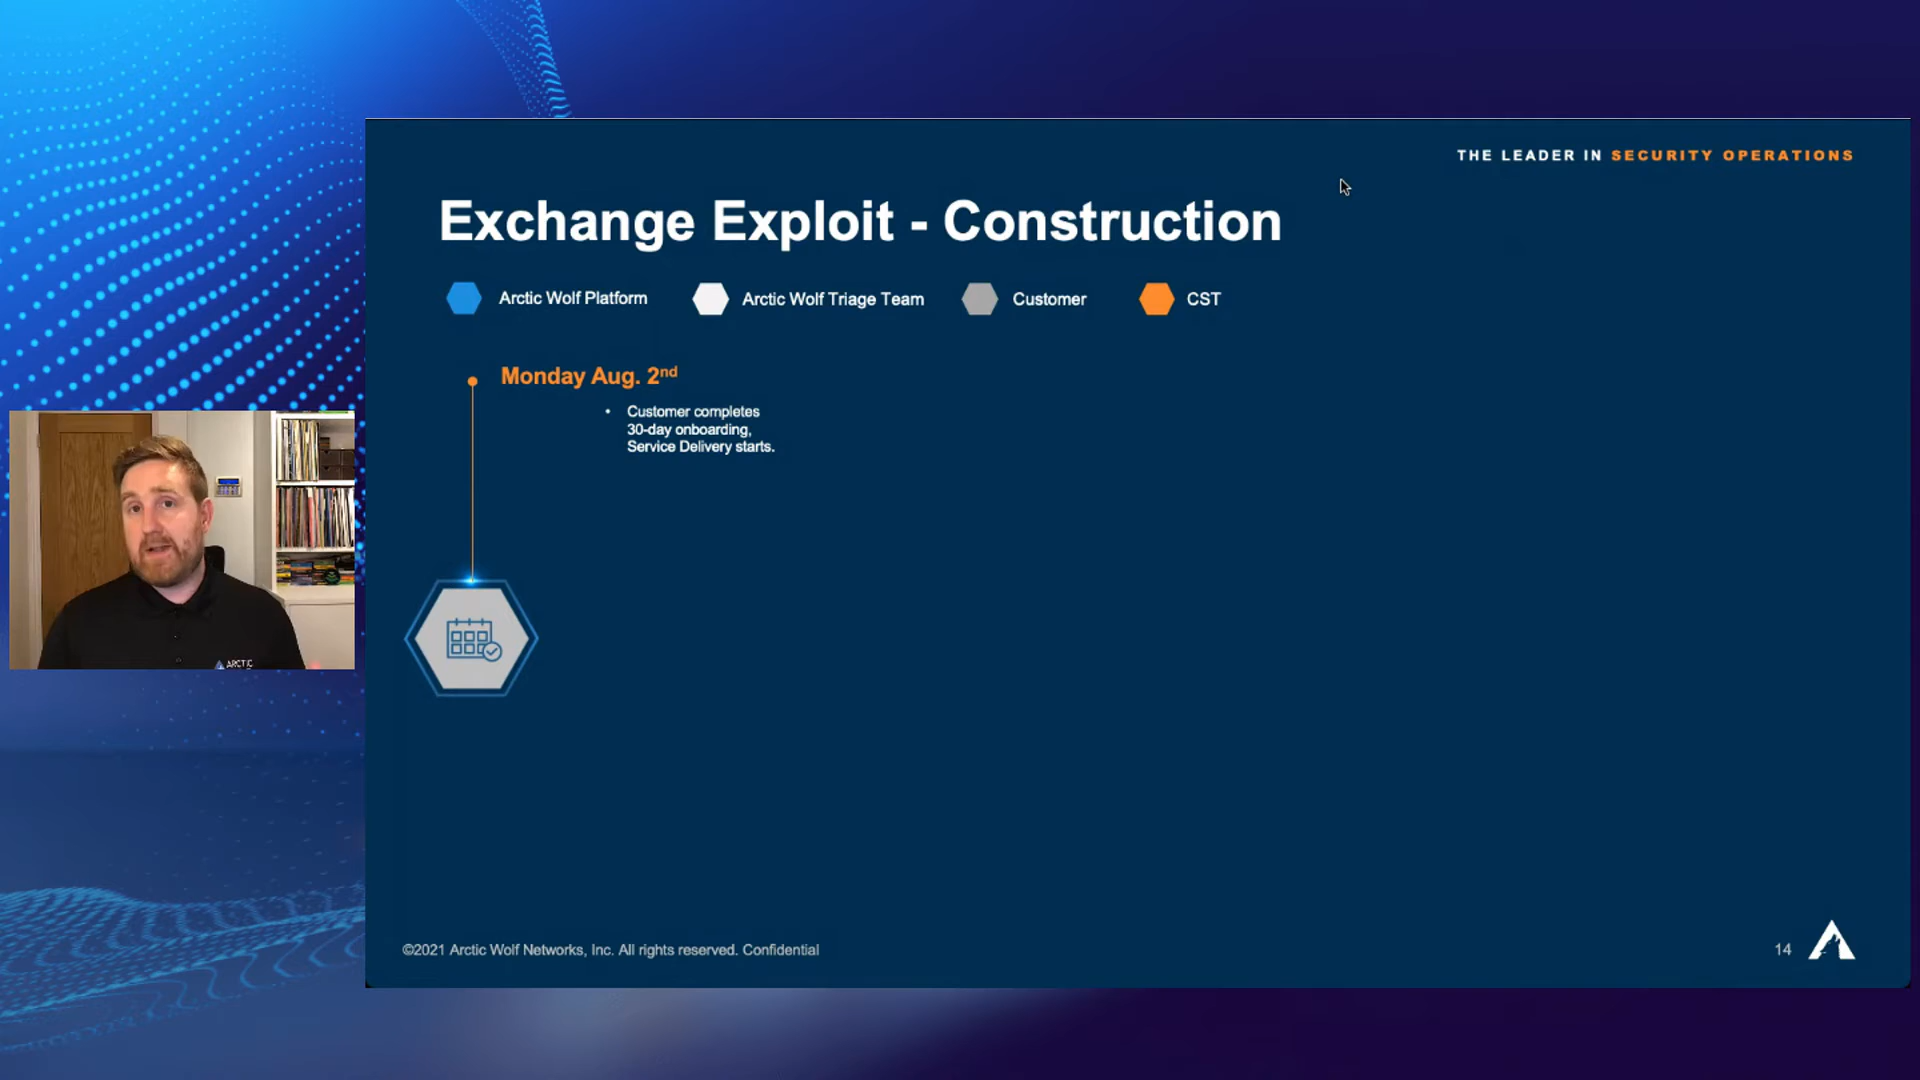 THE LEADER IN SECURITY OPERATIONS
Exchange Exploit - Construction
Arctic Wolf Platform
Arctic Wolf Triage Team
Customer
CST
Monday Aug. 2nd
• Customer completes
30-day onboarding,
Service Delivery starts.
ARCTIC
©2021 Arctic Wolf Networks, Inc. All rights reserved. Confidential
14